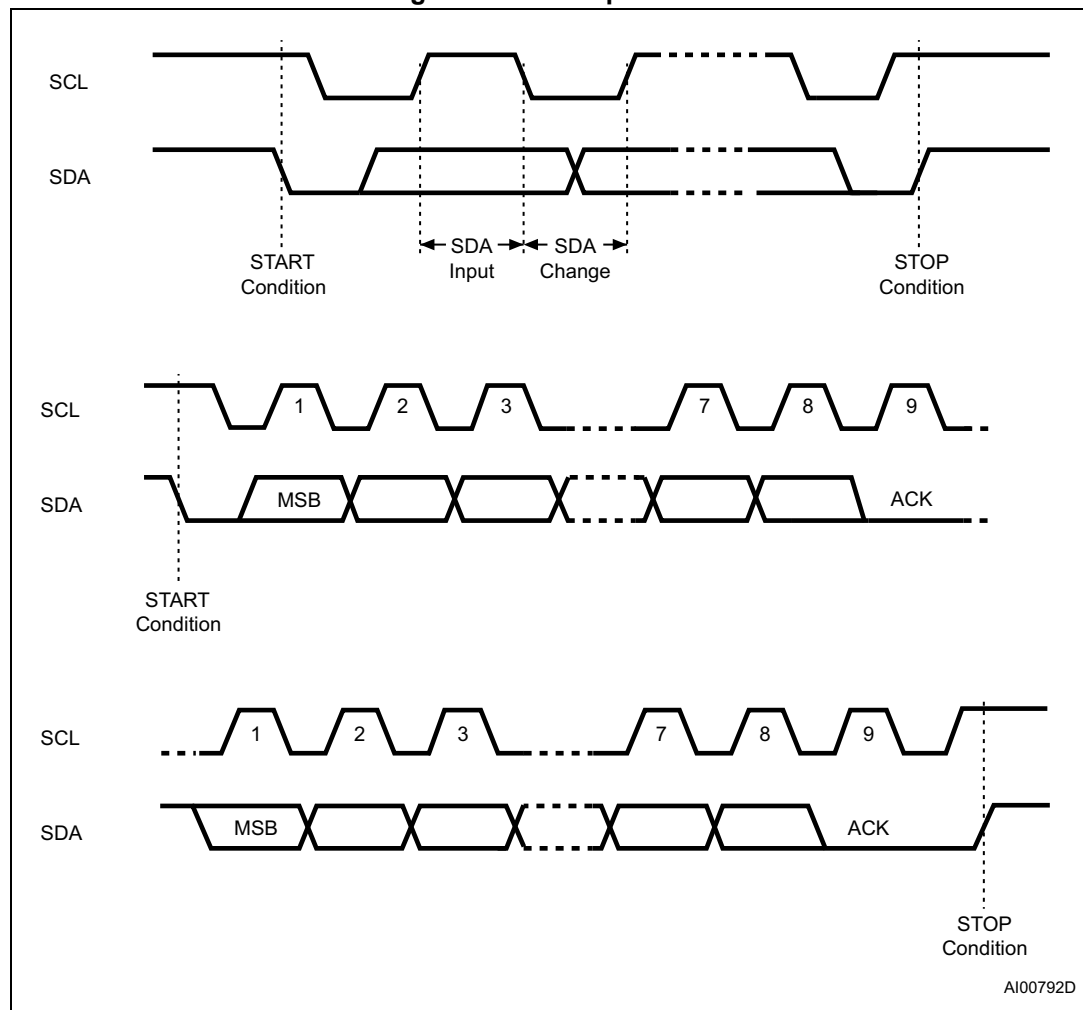 SCL
SDA
SDA
Input
SDA
Change
START
Condition
STOP
Condition
SCL
1
2
3
7
8
9
SDA
MSB
ACK
START
Condition
SCL
1
2
3
7
8
9
SDA
MSB
ACK
STOP
Condition
AI00792D